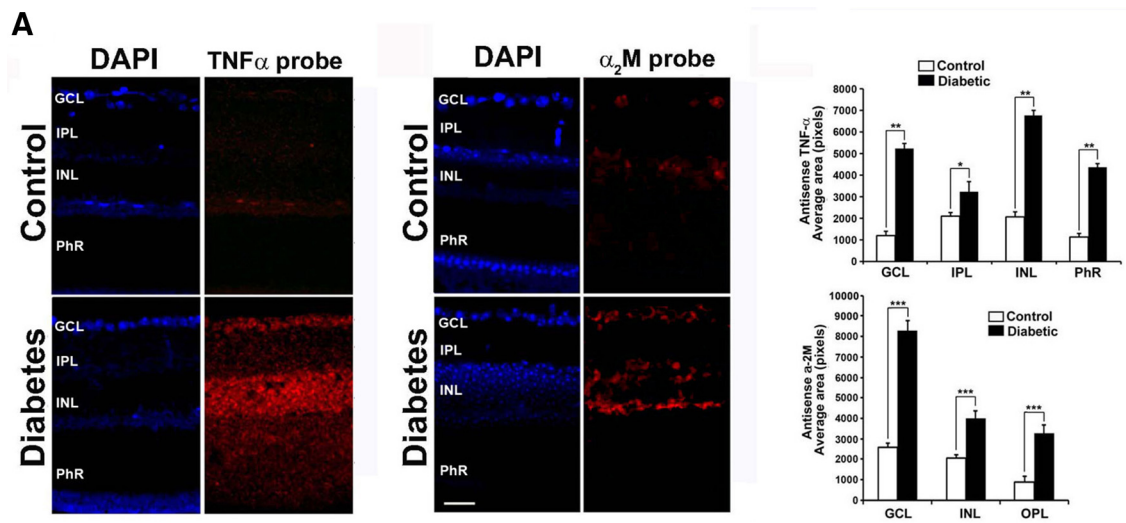 A
DAPI
TNFα probe
Control
GCL
IPL
INL
PhR
Diabetes
GCL
IPL
INL
PhR
DAPI
α₂M probe
Control
GCL
IPL
INL
PhR
Diabetes
GCL
IPL
INL
PhR
Control
Diabetic
Antisense TNF-α
Average area (pixels)
8000
7000
6000
5000
4000
3000
2000
1000
0
**
*
**
**
GCL IPL INL PhR
Control
Diabetic
Antisense a-2M
Average area (pixels)
10000
9000
8000
7000
6000
5000
4000
3000
2000
1000
0
***
***
***
GCL INL OPL